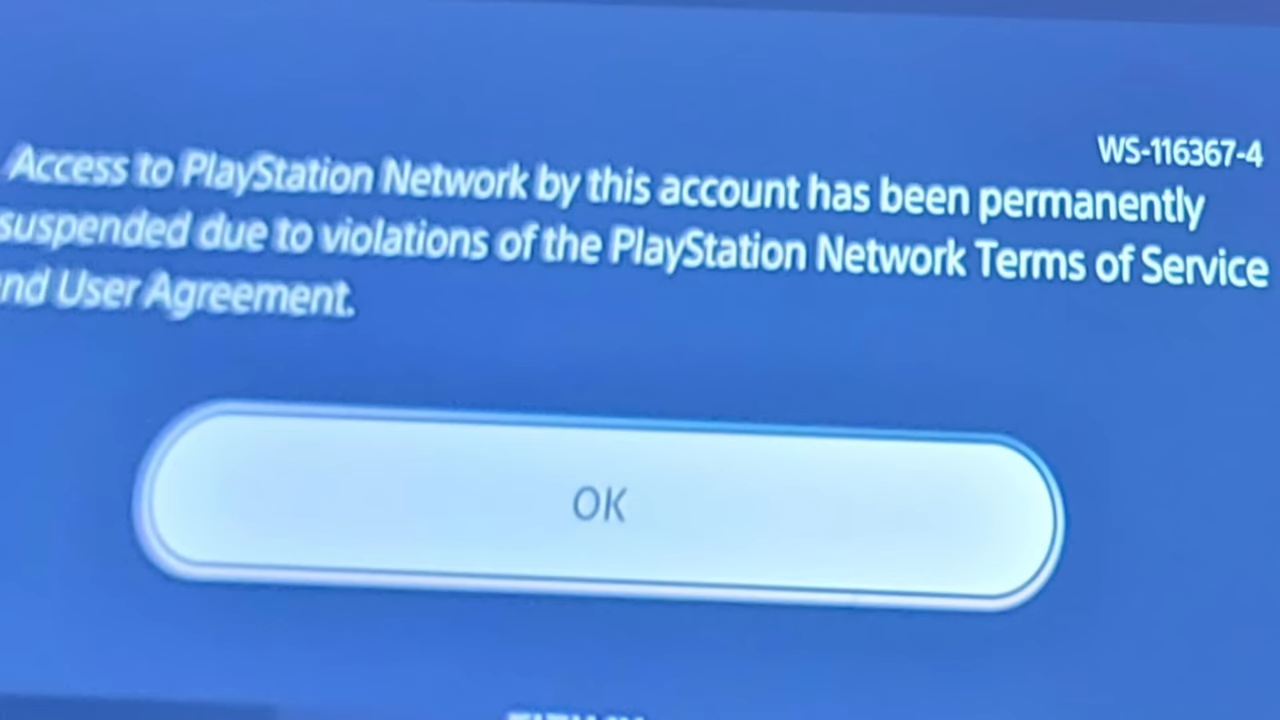 WS-116367-4
Access to PlayStation Network by this account has been permanently
suspended due to violations of the PlayStation Network Terms of Service
nd User Agreement.
OK